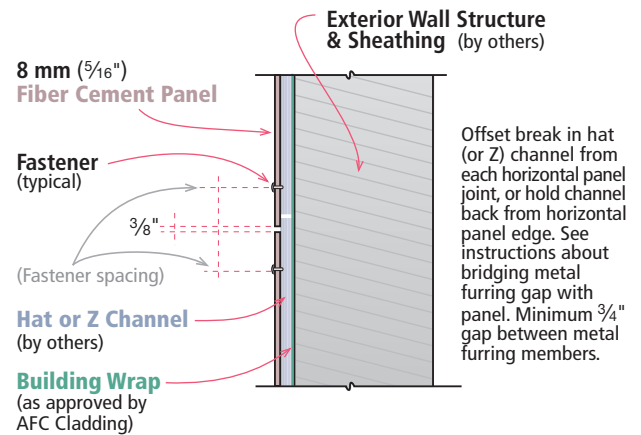 Exterior Wall Structure
& Sheathing (by others)
8 mm (5⁄16")
Fiber Cement Panel
Fastener
(typical)
3⁄8"
(Fastener spacing)
Hat or Z Channel
(by others)
Building Wrap
(as approved by
AFC Cladding)
Offset break in hat
(or Z) channel from
each horizontal panel
joint, or hold channel
back from horizontal
panel edge. See
instructions about
bridging metal
furring gap with
panel. Minimum 3⁄4"
gap between metal
furring members.